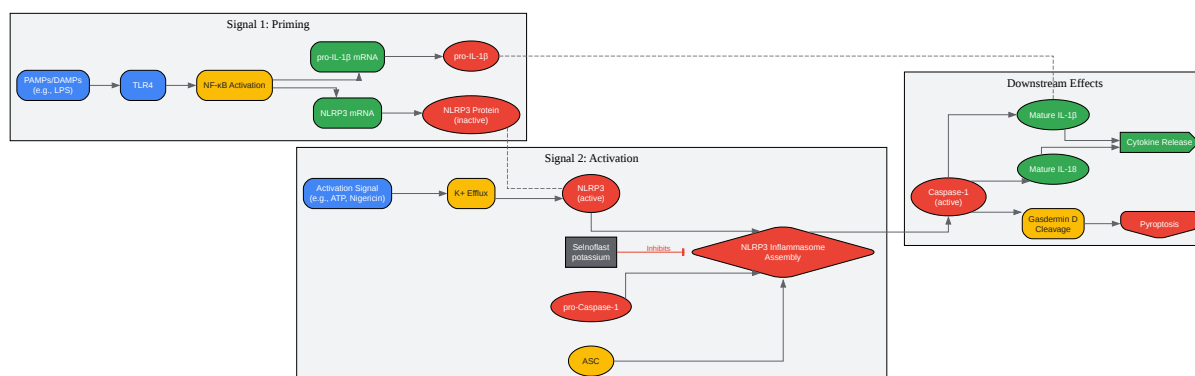 Signal 1: Priming
PAMPs/DAMPs
(e.g., LPS)
TLR4
NF-κB Activation
pro-IL-1β mRNA
pro-IL-1β
NLRP3 mRNA
NLRP3 Protein
(inactive)
Signal 2: Activation
Activation Signal
(e.g., ATP, Nigericin)
K+ Efflux
NLRP3
(active)
Selnoflast
potassium
Inhibits
NLRP3 Inflammasome
Assembly
pro-Caspase-1
ASC
Downstream Effects
Mature IL-1β
Cytokine Release
Mature IL-18
Caspase-1
(active)
Gasdermin D
Cleavage
Pyroptosis